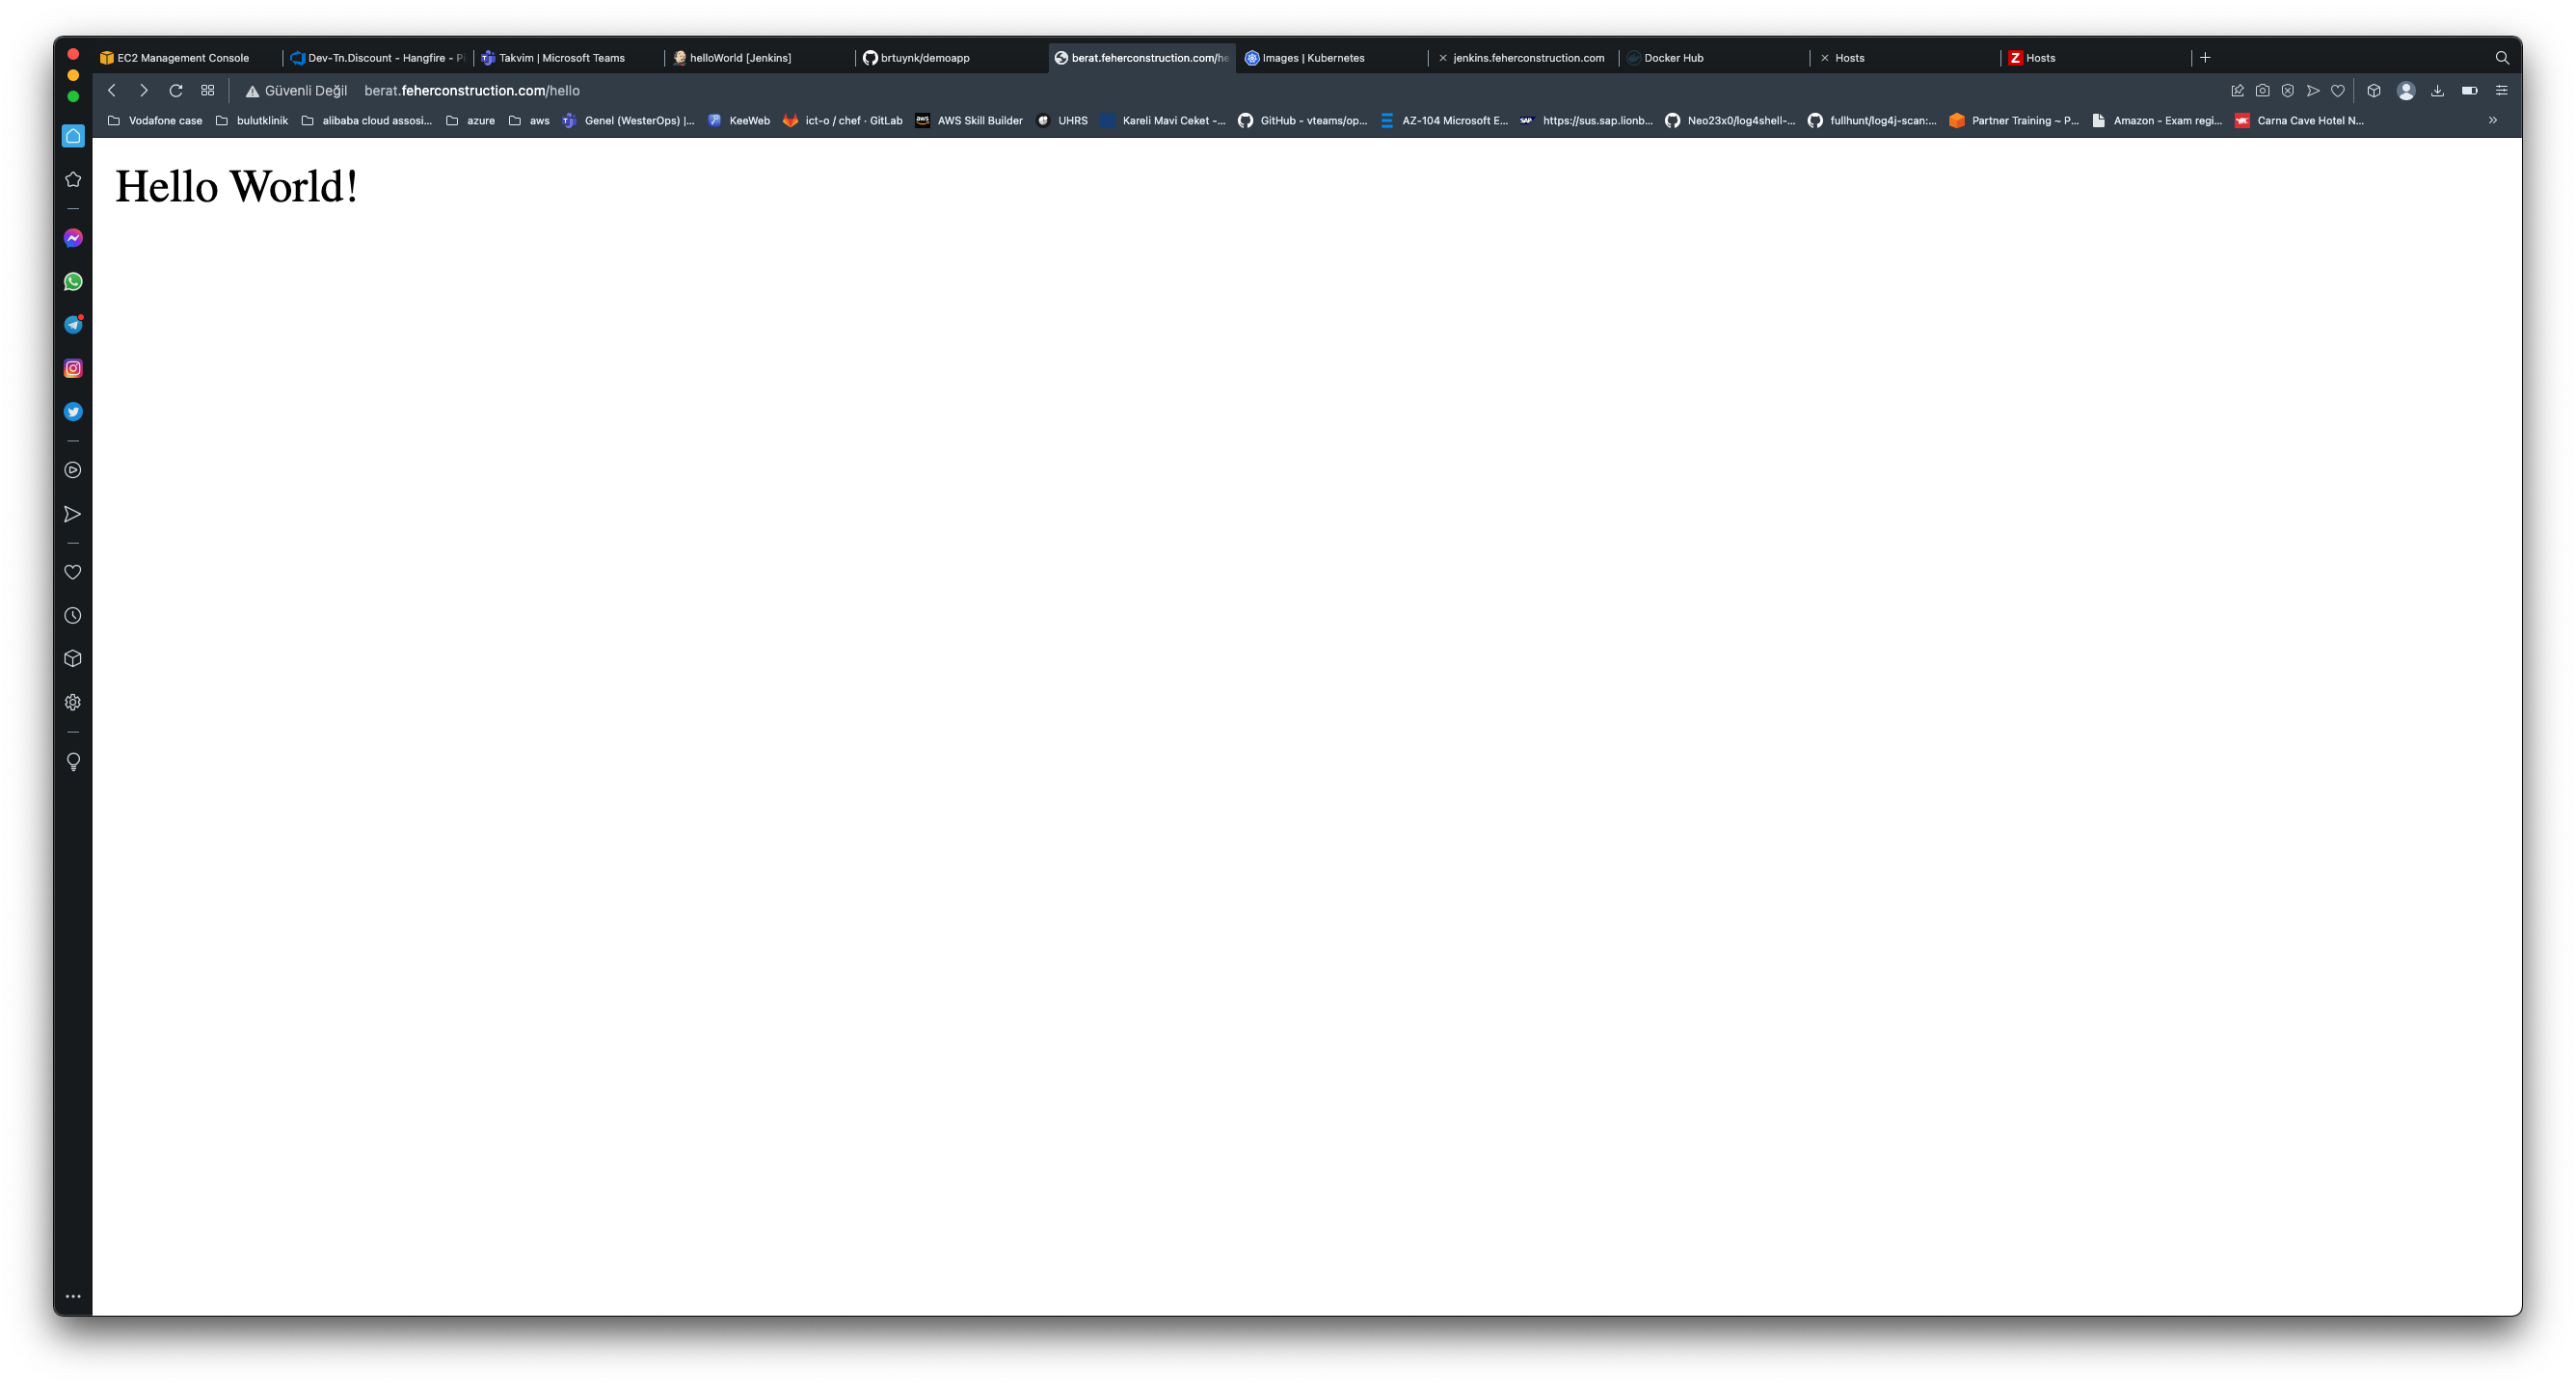 EC2 Management Console
Dev-Tn.Discount - Hangfire - Pi
Takvim | Microsoft Teams
helloWorld [Jenkins]
brtuynk/demoapp
berat.feherconstruction.com/he
Images | Kubernetes
jenkins.feherconstruction.com
Docker Hub
Hosts
Z Hosts
Güvenli Değil berat.feherconstruction.com/hello
Vodafone case
bulutklinik
alibaba cloud assosi...
azure
aws
Genel (WesterOps) |...
KeeWeb
ict-o / chef · GitLab
aws AWS Skill Builder
UHRS
Kareli Mavi Ceket -...
GitHub - vteams/op...
AZ-104 Microsoft E...
SAP https://sus.sap.lionb...
Neo23x0/log4shell-...
fullhunt/log4j-scan:...
Partner Training ~ P...
Amazon - Exam regi...
Carna Cave Hotel N...
Hello World!